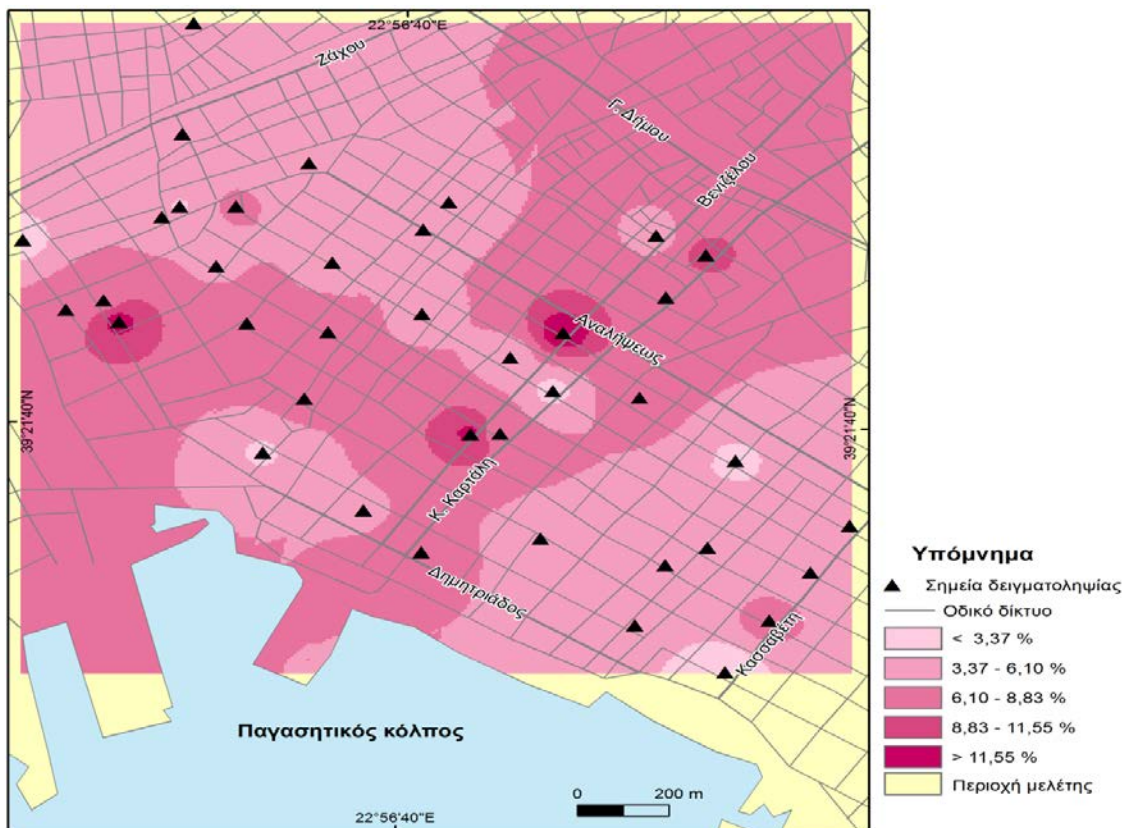 22°56'40"E
Ζάχου
Γ. Δήμου
Βενιζέλου
Αναλήψεως
39°21'40"N
39°21'40"N
Κ. Καρτάλη
Δημητριάδος
Κασσαβέτη
Παγασητικός κόλπος
0 200 m
22°56'40"E
Υπόμνημα
Σημεία δειγματοληψίας
Οδικό δίκτυο
< 3,37 %
3,37 - 6,10 %
6,10 - 8,83 %
8,83 - 11,55 %
> 11,55 %
Περιοχή μελέτης